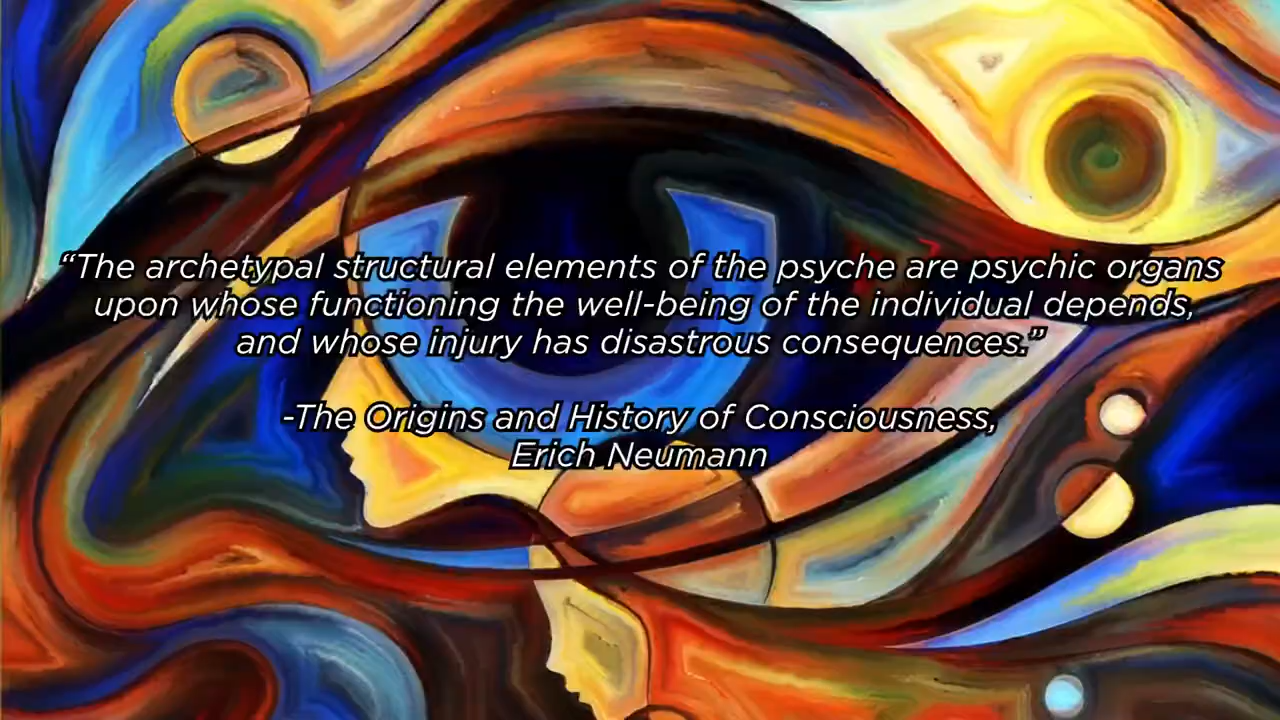 “The archetypal structural elements of the psyche are psychic organs
upon whose functioning the well-being of the individual depends,
and whose injury has disastrous consequences.”
-The Origins and History of Consciousness,
Erich Neumann